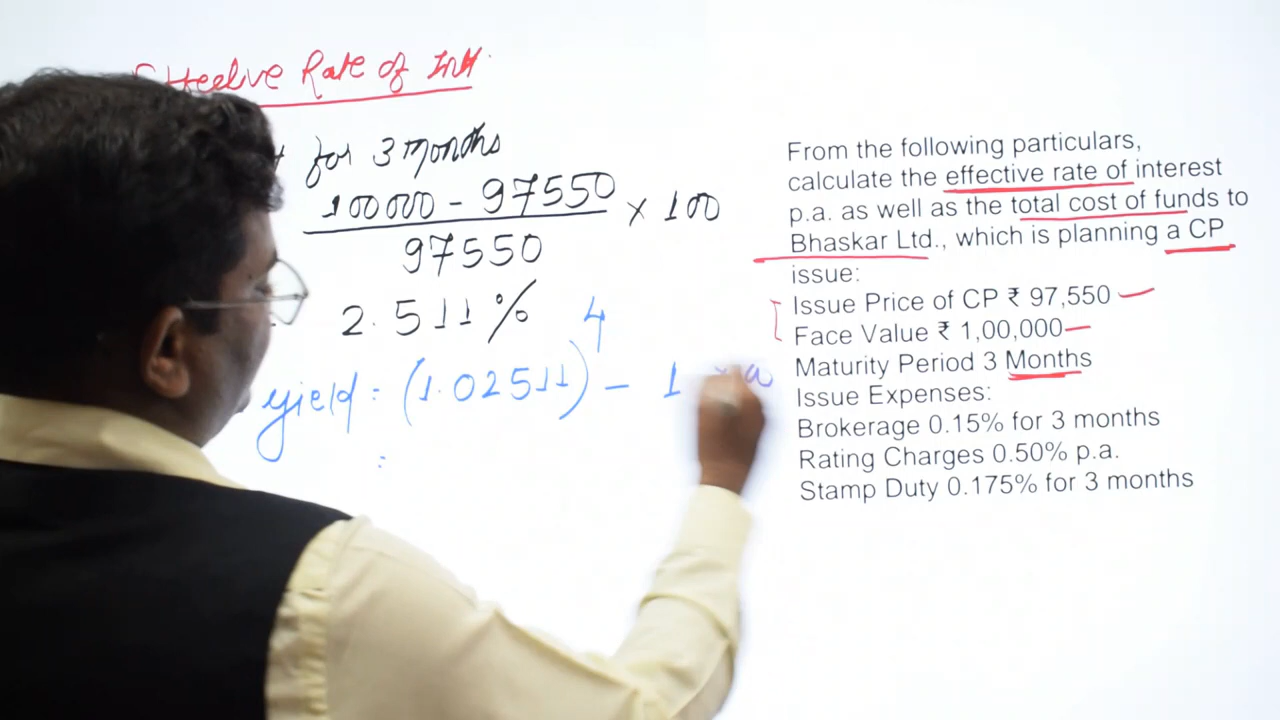 Effective Rate of Int.
for 3 Months
100000 - 97550
× 100
97550
2.511 %
yield = (1.02511)^4 - 1
From the following particulars,
calculate the effective rate of interest
p.a. as well as the total cost of funds to
Bhaskar Ltd., which is planning a CP
issue:
Issue Price of CP ₹ 97,550
Face Value ₹ 1,00,000
Maturity Period 3 Months
Issue Expenses:
Brokerage 0.15% for 3 months
Rating Charges 0.50% p.a.
Stamp Duty 0.175% for 3 months